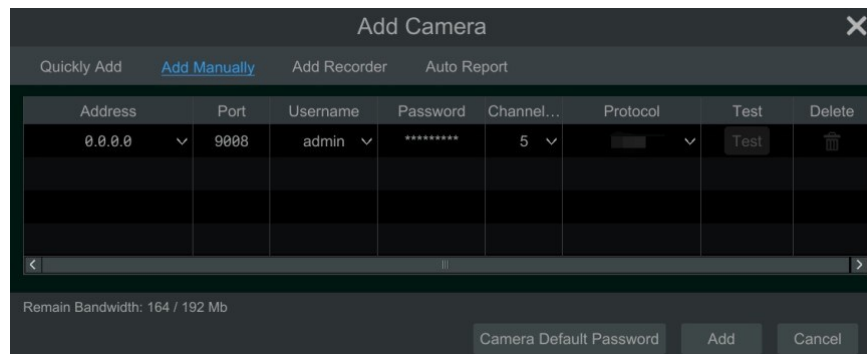 Add Camera
Quickly Add Add Manually Add Recorder Auto Report
Address Port Username Password Channel... Protocol Test Delete
0.0.0.0 9008 admin ********* 5 Test
Remain Bandwidth: 164 / 192 Mb
Camera Default Password Add Cancel